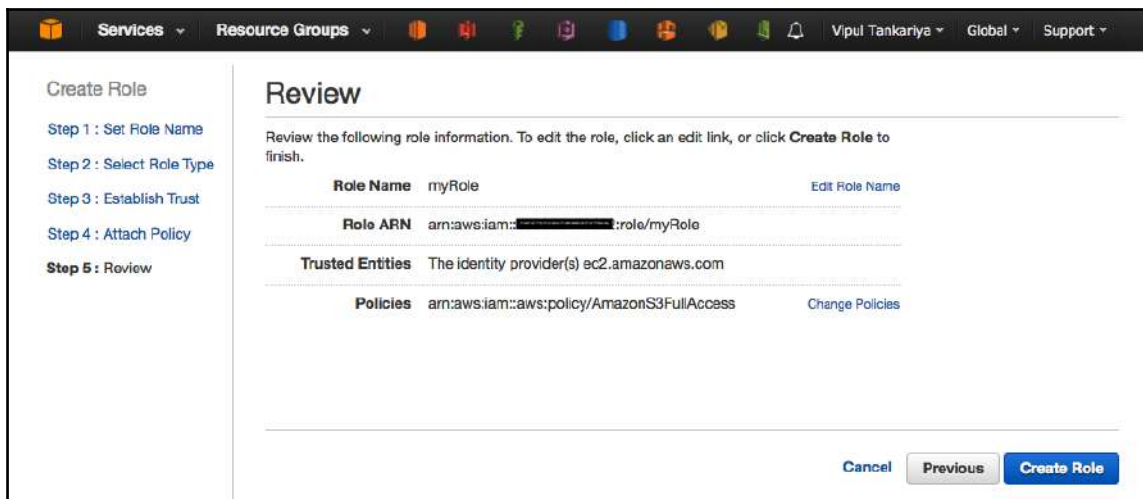 Services Resource Groups Vipul Tankariya Global Support
Create Role
Step 1 : Set Role Name
Step 2 : Select Role Type
Step 3 : Establish Trust
Step 4 : Attach Policy
Step 5 : Review
Review
Review the following role information. To edit the role, click an edit link, or click Create Role to
finish.
Role Name myRole Edit Role Name
Role ARN arn:aws:iam:: :role/myRole
Trusted Entities The identity provider(s) ec2.amazonaws.com
Policies arn:aws:iam::aws:policy/AmazonS3FullAccess Change Policies
Cancel Previous Create Role